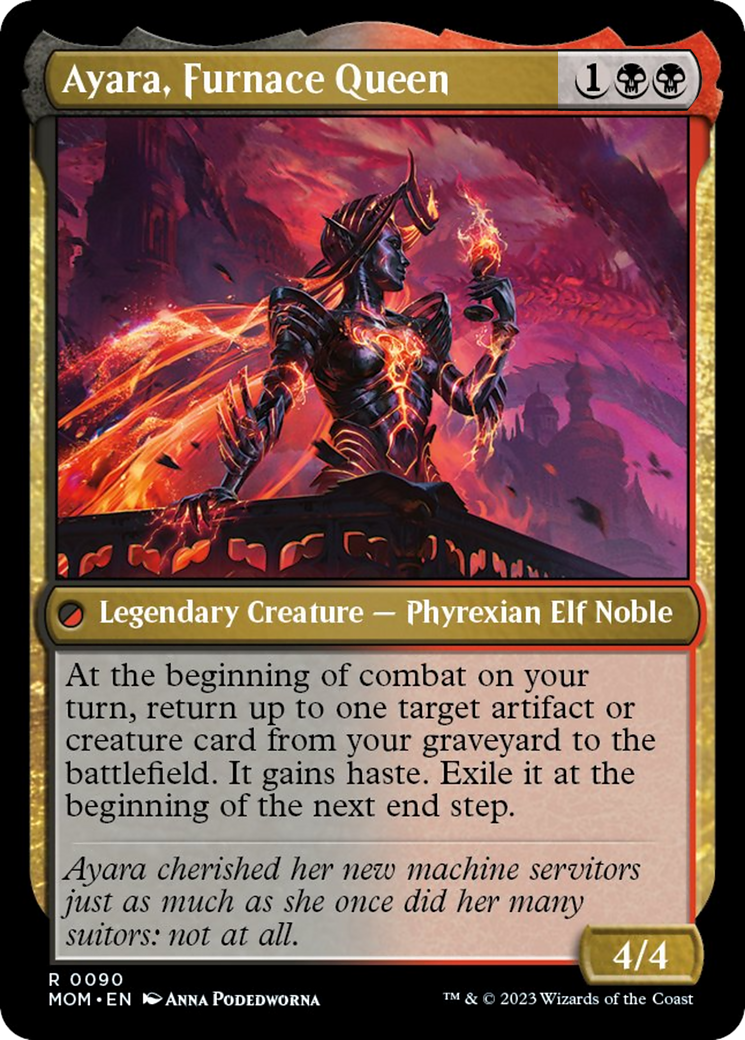 Ayara, Furnace Queen 1
Legendary Creature — Phyrexian Elf Noble
At the beginning of combat on your
turn, return up to one target artifact or
creature card from your graveyard to the
battlefield. It gains haste. Exile it at the
beginning of the next end step.
Ayara cherished her new machine servitors
just as much as she once did her many
suitors: not at all.
4/4
R 0090
MOM • EN Anna Podedworna
™ & © 2023 Wizards of the Coast